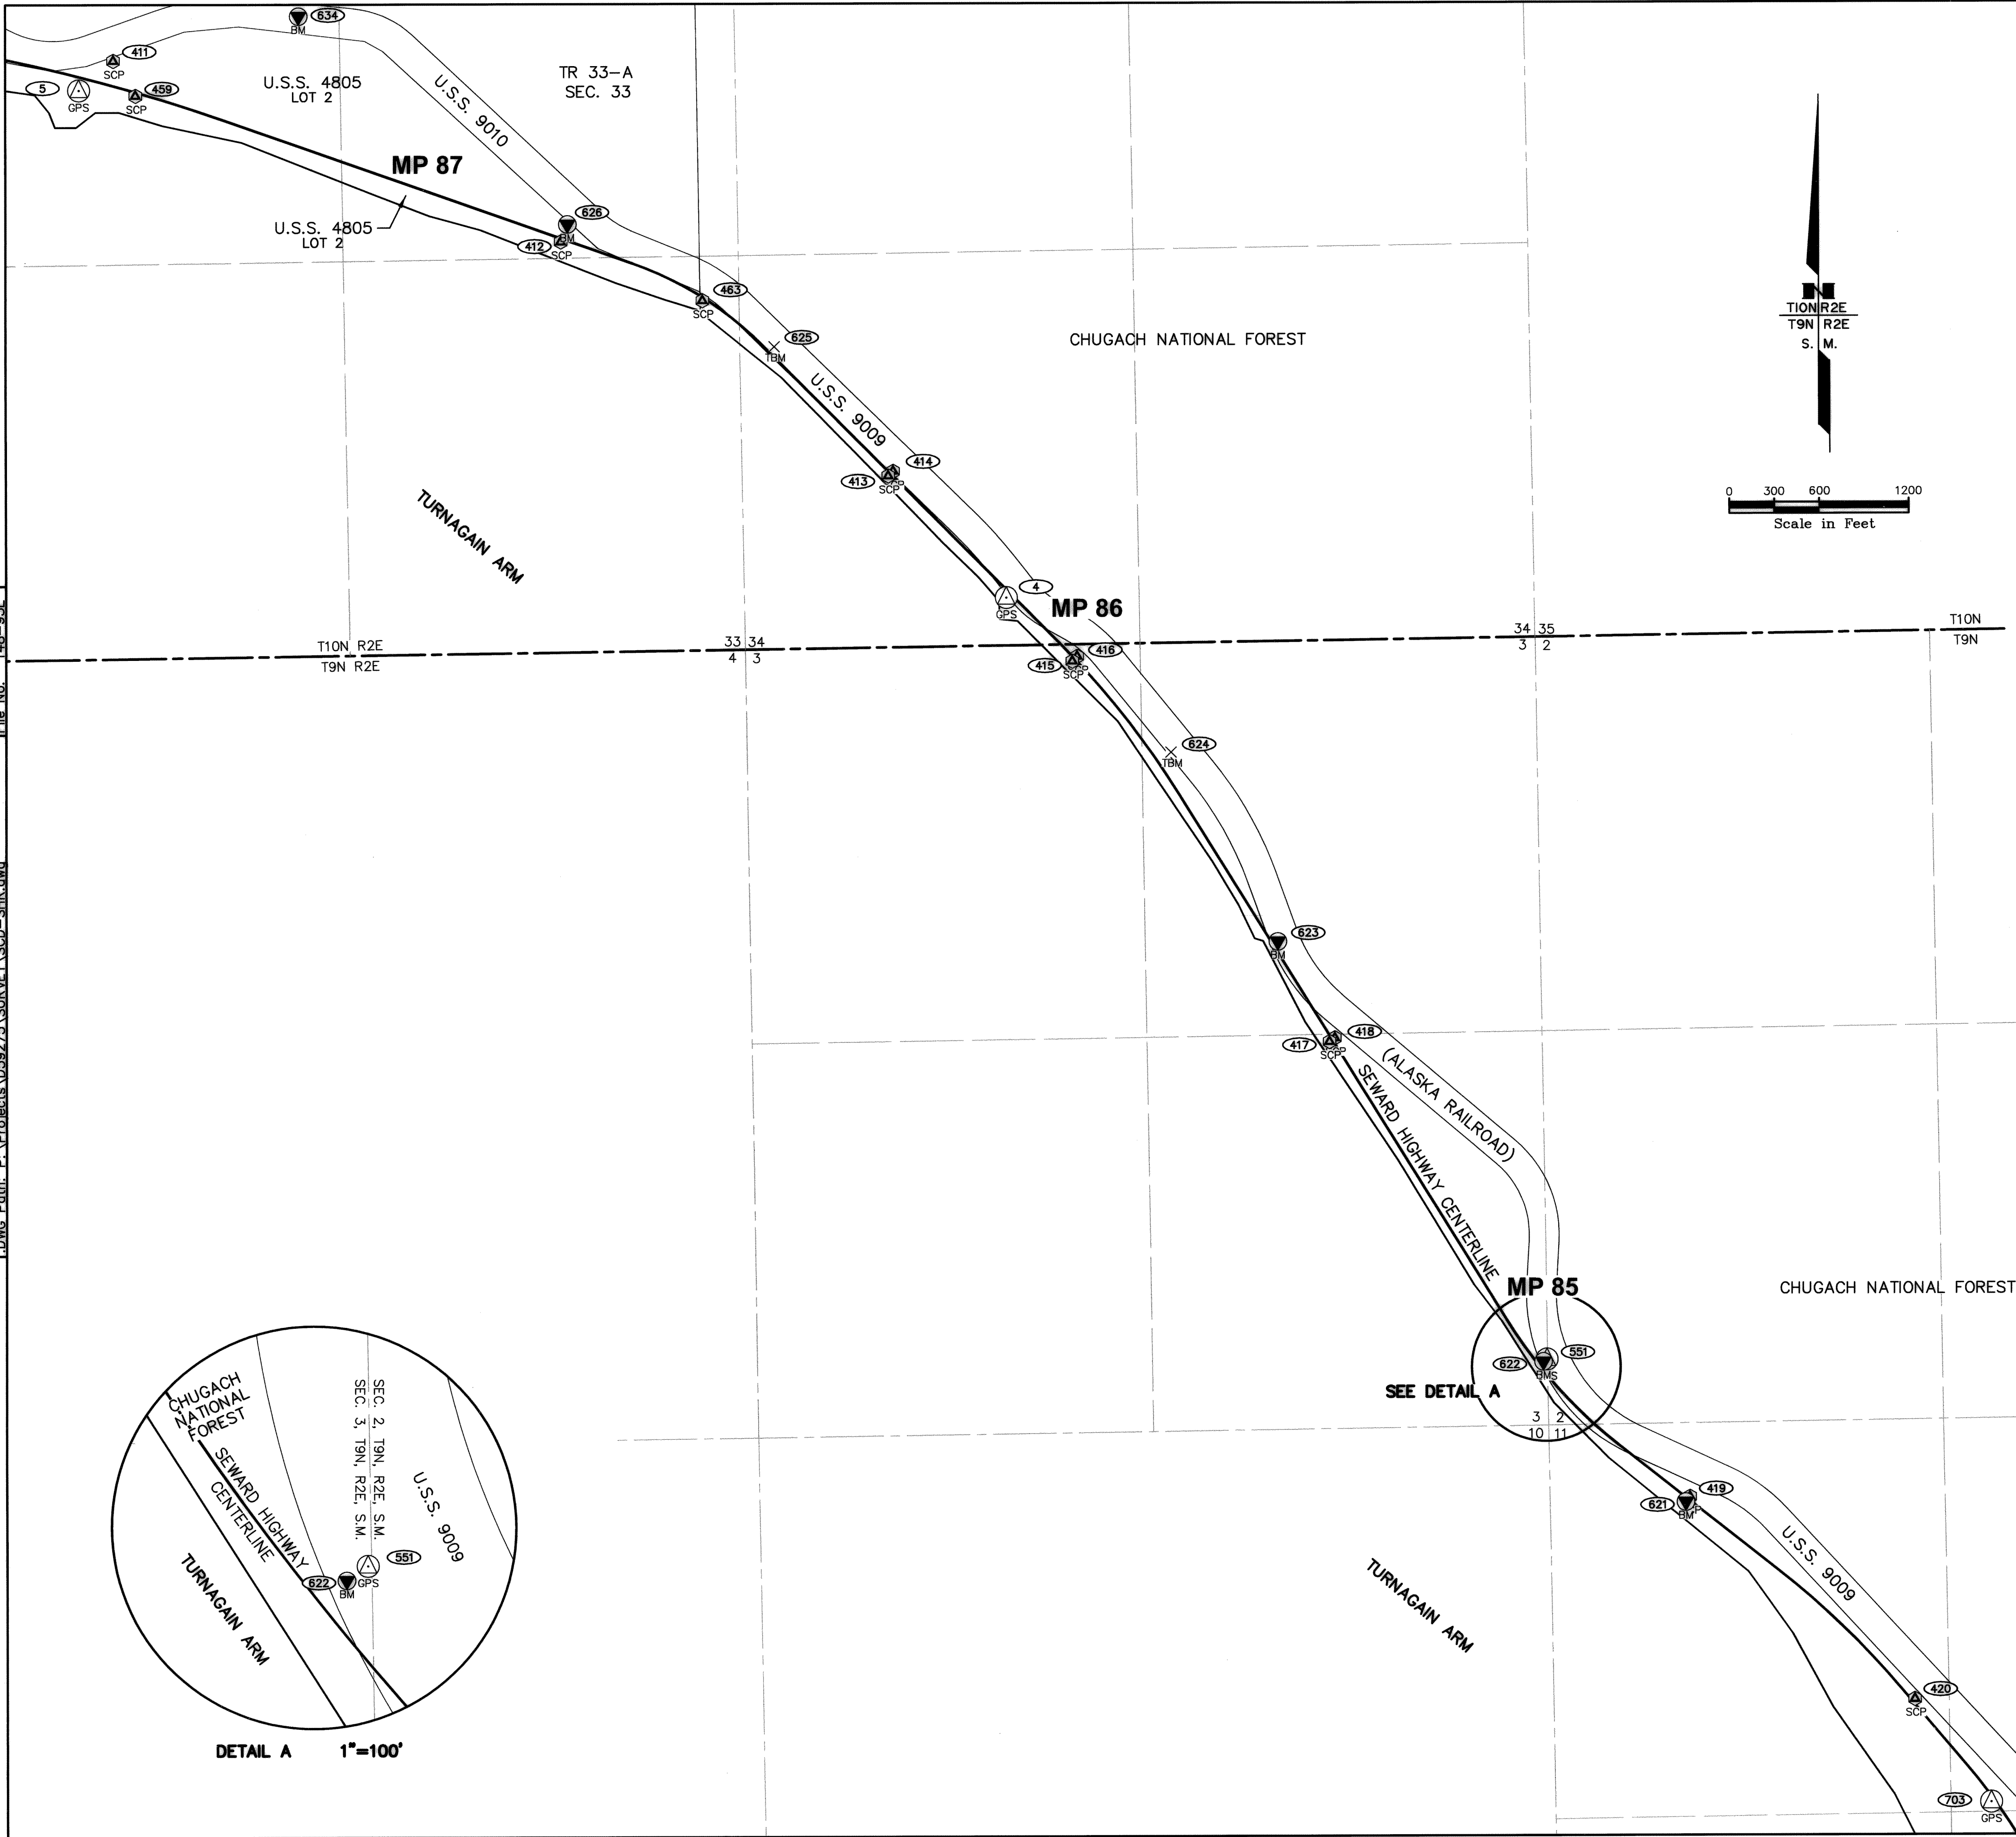 634
BM
411
SCP
5
GPS
459
SCP
U.S.S. 4805
LOT 2
TR 33-A
SEC. 33
U.S.S. 9010
MP 87
U.S.S. 4805
LOT 2
626
BM
412
SCP
463
SCP
625
TBM
CHUGACH NATIONAL FOREST
T10N R2E
T9N R2E
S. M.
U.S.S. 9009
414
413
SCP
0 300 600 1200
Scale in Feet
TURNAGAIN ARM
4
GPS
MP 86
T10N R2E
T9N R2E
33 34
4 3
34 35
3 2
T10N
T9N
416
415
SCP
624
TBM
623
BM
418
417
SCP
(ALASKA RAILROAD)
SEWARD HIGHWAY CENTERLINE
MP 85
CHUGACH NATIONAL FOREST
551
622
BM
SEE DETAIL A
3 2
10 11
419
621
BM
U.S.S. 9009
TURNAGAIN ARM
420
SCP
703
GPS
CHUGACH
NATIONAL
FOREST
SEWARD HIGHWAY
CENTERLINE
SEC. 2, T9N, R2E, S.M.
SEC. 3, T9N, R2E, S.M.
U.S.S. 9009
551
GPS
622
BM
TURNAGAIN ARM
DETAIL A 1"=100'